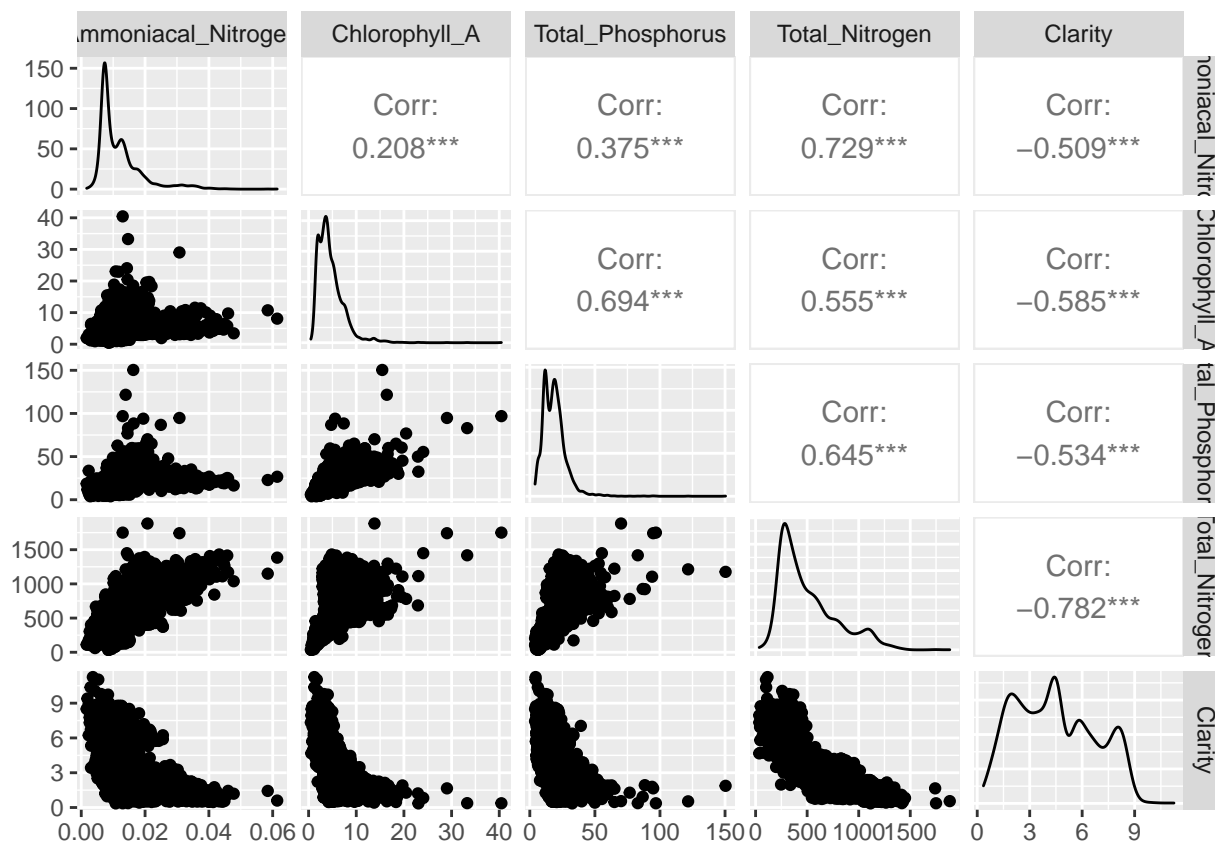 Ammoniacal_Nitroge Chlorophyll_A Total_Phosphorus Total_Nitrogen Clarity
150
100
50
0
Corr:
0.208***
Corr:
0.375***
Corr:
0.729***
Corr:
−0.509***
noniacal_Nitro
40
30
20
10
0
Corr:
0.694***
Corr:
0.555***
Corr:
−0.585***
Chlorophyll_A
150
100
50
0
Corr:
0.645***
Corr:
−0.534***
tal_Phosphor
1500
1000
500
0
Corr:
−0.782***
Total_Nitrogen
9
6
3
0
Clarity
0.00 0.02 0.04 0.06 0 10 20 30 40 0 50 100 150 0 500 1000 1500 0 3 6 9